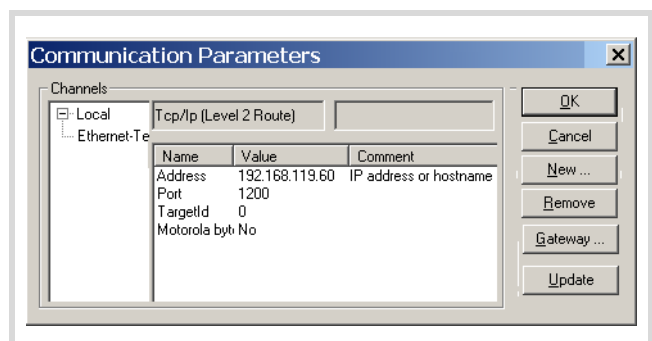 Communication Parameters
Channels
Local
Ethernet-Te
Tcp/Ip (Level 2 Route)
Name Value Comment
Address 192.168.119.60 IP address or hostname
Port 1200
TargetId 0
Motorola byt No
OK
Cancel
New ...
Remove
Gateway ...
Update